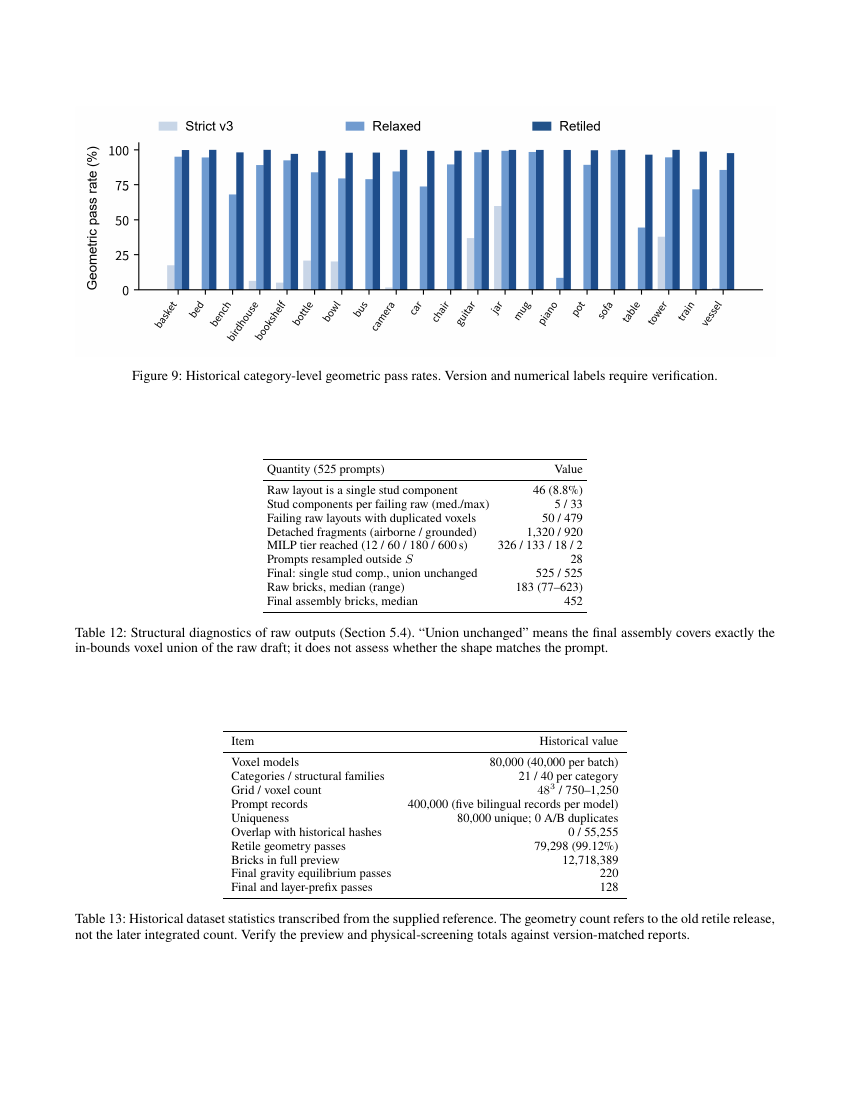 Strict v3 Relaxed Retiled
Geometric pass rate (%)
100
75
50
25
0
basket bed bench birdhouse bookshelf bottle bowl bus camera car chair guitar jar mug piano pot sofa table tower train vessel
Figure 9: Historical category-level geometric pass rates. Version and numerical labels require verification.
Quantity (525 prompts) Value
Raw layout is a single stud component 46 (8.8%)
Stud components per failing raw (med./max) 5 / 33
Failing raw layouts with duplicated voxels 50 / 479
Detached fragments (airborne / grounded) 1,320 / 920
MILP tier reached (12 / 60 / 180 / 600 s) 326 / 133 / 18 / 2
Prompts resampled outside S 28
Final: single stud comp., union unchanged 525 / 525
Raw bricks, median (range) 183 (77–623)
Final assembly bricks, median 452
Table 12: Structural diagnostics of raw outputs (Section 5.4). “Union unchanged” means the final assembly covers exactly the
in-bounds voxel union of the raw draft; it does not assess whether the shape matches the prompt.
Item Historical value
Voxel models 80,000 (40,000 per batch)
Categories / structural families 21 / 40 per category
Grid / voxel count 48³ / 750–1,250
Prompt records 400,000 (five bilingual records per model)
Uniqueness 80,000 unique; 0 A/B duplicates
Overlap with historical hashes 0 / 55,255
Retile geometry passes 79,298 (99.12%)
Bricks in full preview 12,718,389
Final gravity equilibrium passes 220
Final and layer-prefix passes 128
Table 13: Historical dataset statistics transcribed from the supplied reference. The geometry count refers to the old retile release,
not the later integrated count. Verify the preview and physical-screening totals against version-matched reports.